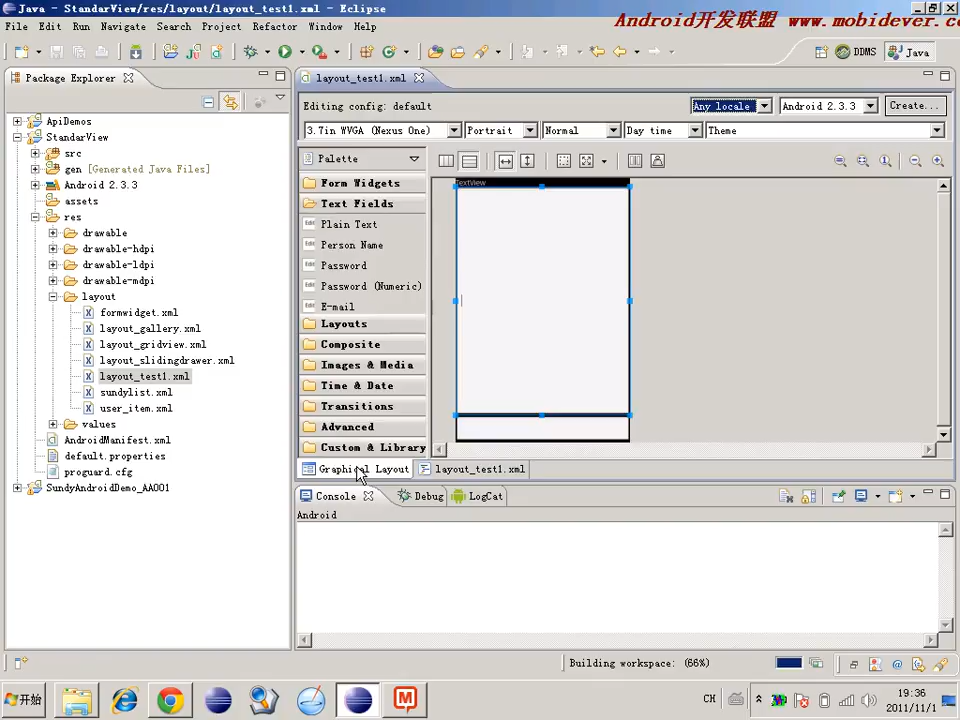 Java - StandarView/res/layout/layout_test1.xml - Eclipse
File Edit Run Navigate Search Project Refactor Window Help
Android开发联盟 www.mobidever.c
DDMS Java
Package Explorer
layout_test1.xml
Editing config: default
Any locale
Android 2.3.3
Create...
3.7in WVGA (Nexus One)
Portrait
Normal
Day time
Theme
ApiDemos
StandarView
src
gen [Generated Java Files]
Android 2.3.3
assets
res
drawable
drawable-hdpi
drawable-ldpi
drawable-mdpi
layout
formwidget.xml
layout_gallery.xml
layout_gridview.xml
layout_slidingdrawer.xml
layout_test1.xml
sundylist.xml
user_item.xml
values
AndroidManifest.xml
default.properties
proguard.cfg
SundyAndroidDemo_AA001
Palette
Form Widgets
Text Fields
Plain Text
Person Name
Password
Password (Numeric)
E-mail
Layouts
Composite
Images & Media
Time & Date
Transitions
Advanced
Custom & Library
TextView
Graphical Layout
layout_test1.xml
Console
Debug
LogCat
Android
Building workspace: (66%)
开始
CH
19:36
2011/11/1